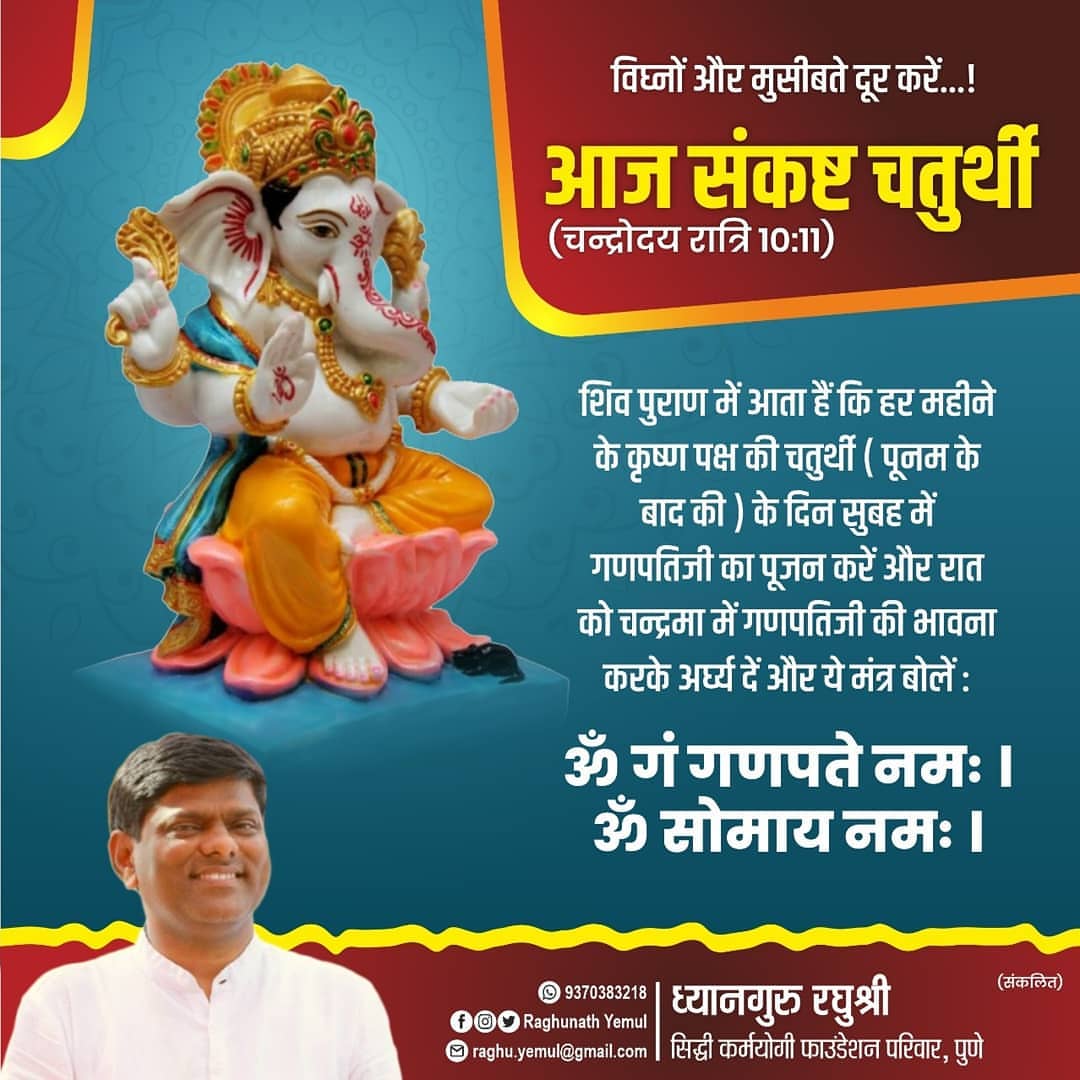 विघ्नों और मुसीबते दूर करें...!
आज संकष्ट चतुर्थी
(चन्द्रोदय रात्रि 10:11)
शिव पुराण में आता हैं कि हर महीने
के कृष्ण पक्ष की चतुर्थी ( पूनम के
बाद की ) के दिन सुबह में
गणपतिजी का पूजन करें और रात
को चन्द्रमा में गणपतिजी की भावना
करके अर्घ्य दें और ये मंत्र बोलें :
ॐ गं गणपते नमः ।
ॐ सोमाय नमः ।
(संकलित)
9370383218
Raghunath Yemul
raghu.yemul@gmail.com
ध्यानगुरु रघुश्री
सिद्धी कर्मयोगी फाउंडेशन परिवार, पुणे